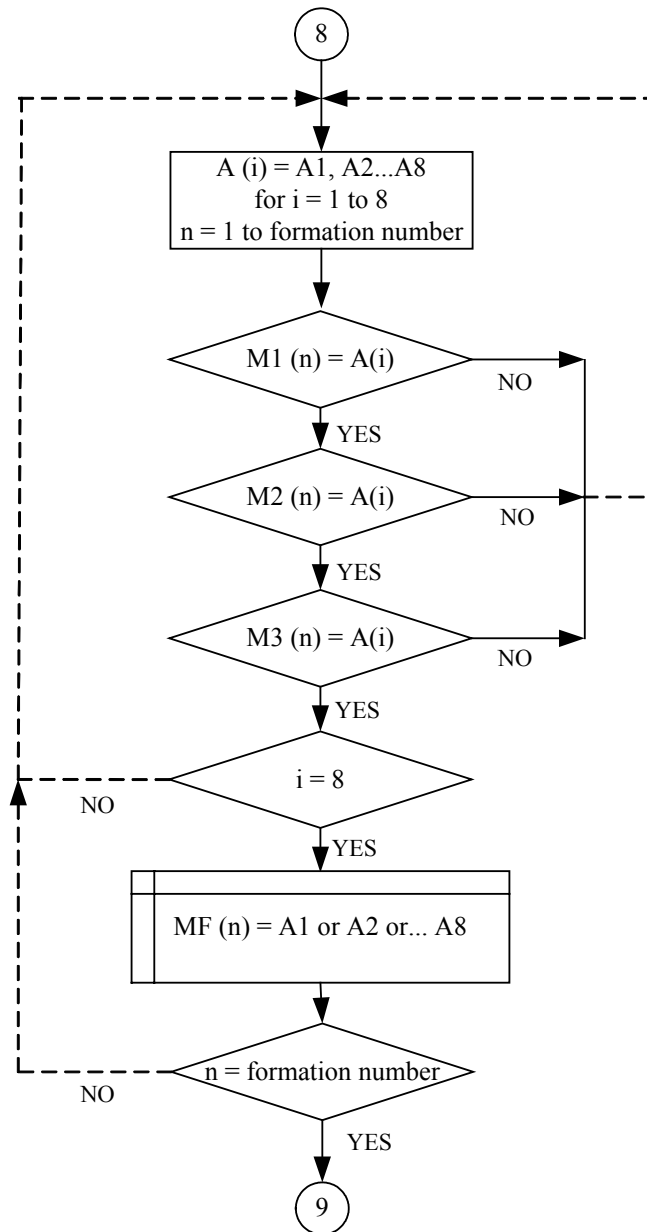 8
A (i) = A1, A2...A8
for i = 1 to 8
n = 1 to formation number
M1 (n) = A(i)
NO
YES
M2 (n) = A(i)
NO
YES
M3 (n) = A(i)
NO
YES
i = 8
NO
YES
MF (n) = A1 or A2 or... A8
n = formation number
NO
YES
9